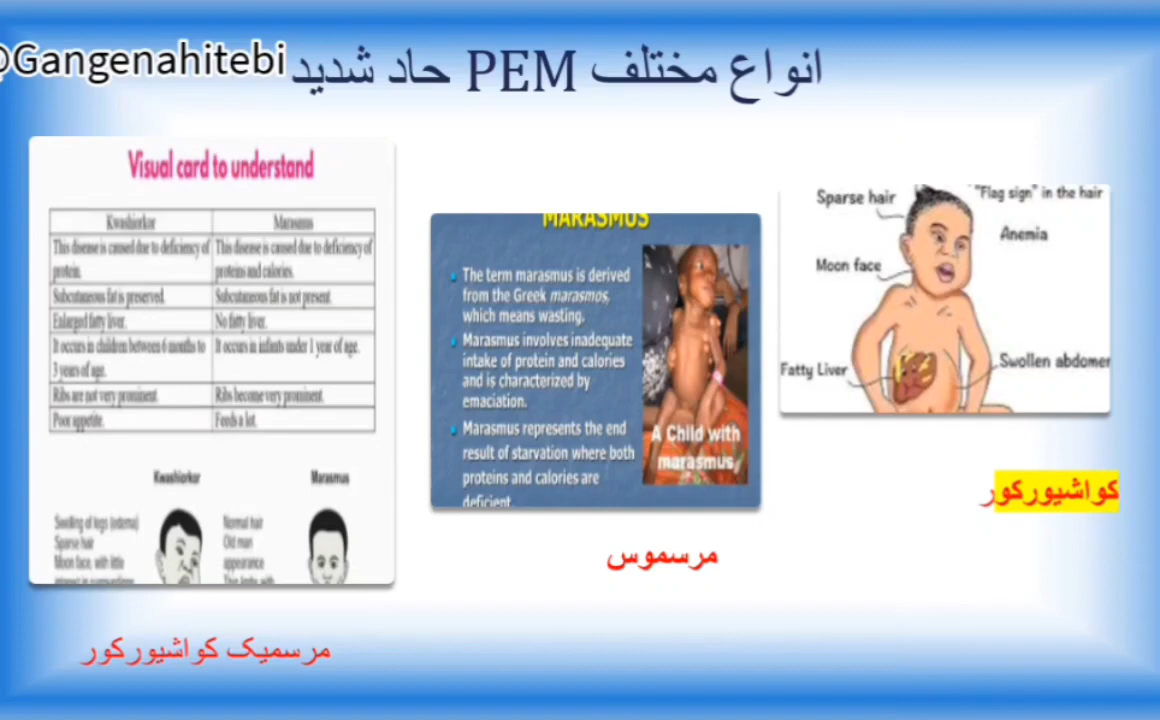 @Gangenahitebi
انواع مختلف PEM حاد شدید
Visual card to understand
Kwashiorkor Marasmus
This disease is caused due to deficiency of This disease is caused due to deficiency of
protein. proteins and calories.
Subcutaneous fat is preserved. Subcutaneous fat is not present.
Enlarged fatty liver. No fatty liver.
It occurs in children between 6 months to It occurs in infants under 1 year of age.
3 years of age.
Ribs are not very prominent. Ribs become very prominent.
Poor appetite. Feeds a lot.
Kwashiorkor Marasmus
Swelling of legs (edema) Normal hair
Sparse hair Old man
Moon face, with little appearance
interest in surroundings Thin limbs with
مرسمیک کواشیورکور
MARASMUS
The term marasmus is derived
from the Greek marasmos,
which means wasting.
Marasmus involves inadequate
intake of protein and calories
and is characterized by
emaciation.
Marasmus represents the end
result of starvation where both
proteins and calories are
deficient
A Child with
marasmus
مرسموس
Sparse hair
"Flag sign" in the hair
Anemia
Moon face
Fatty Liver
Swollen abdomen
کواشیورکور